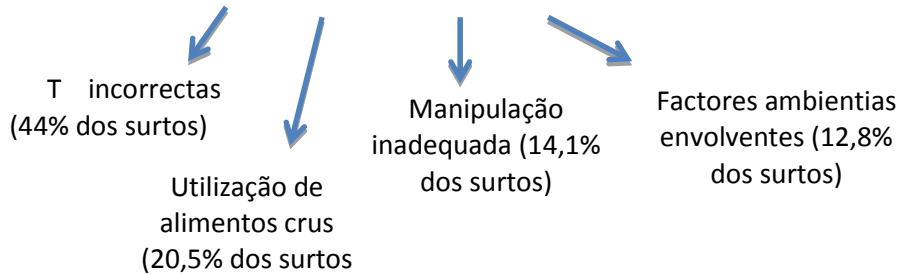 T   incorrectas
(44% dos surtos)
Utilização de
alimentos crus
(20,5% dos surtos
Manipulação
inadequada (14,1%
dos surtos)
Factores ambientias
envolventes (12,8%
dos surtos)